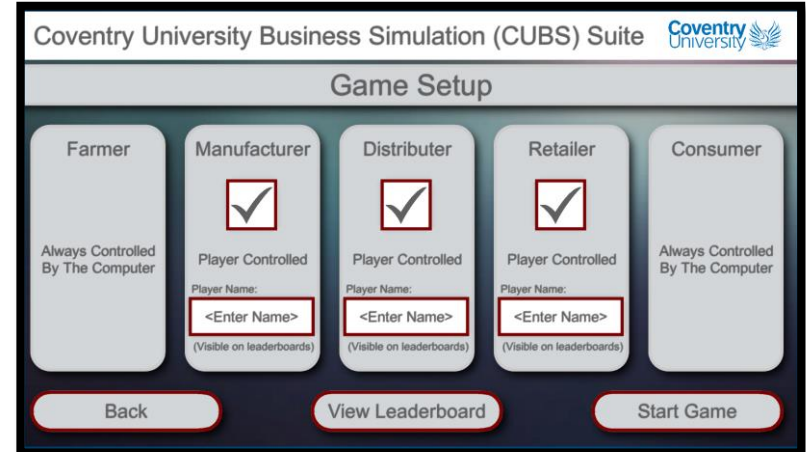 Coventry University Business Simulation (CUBS) Suite
Coventry
University
Game Setup
Farmer
Always Controlled
By The Computer
Manufacturer
Player Controlled
Player Name:
<Enter Name>
(Visible on leaderboards)
Distributer
Player Controlled
Player Name:
<Enter Name>
(Visible on leaderboards)
Retailer
Player Controlled
Player Name:
<Enter Name>
(Visible on leaderboards)
Consumer
Always Controlled
By The Computer
Back
View Leaderboard
Start Game